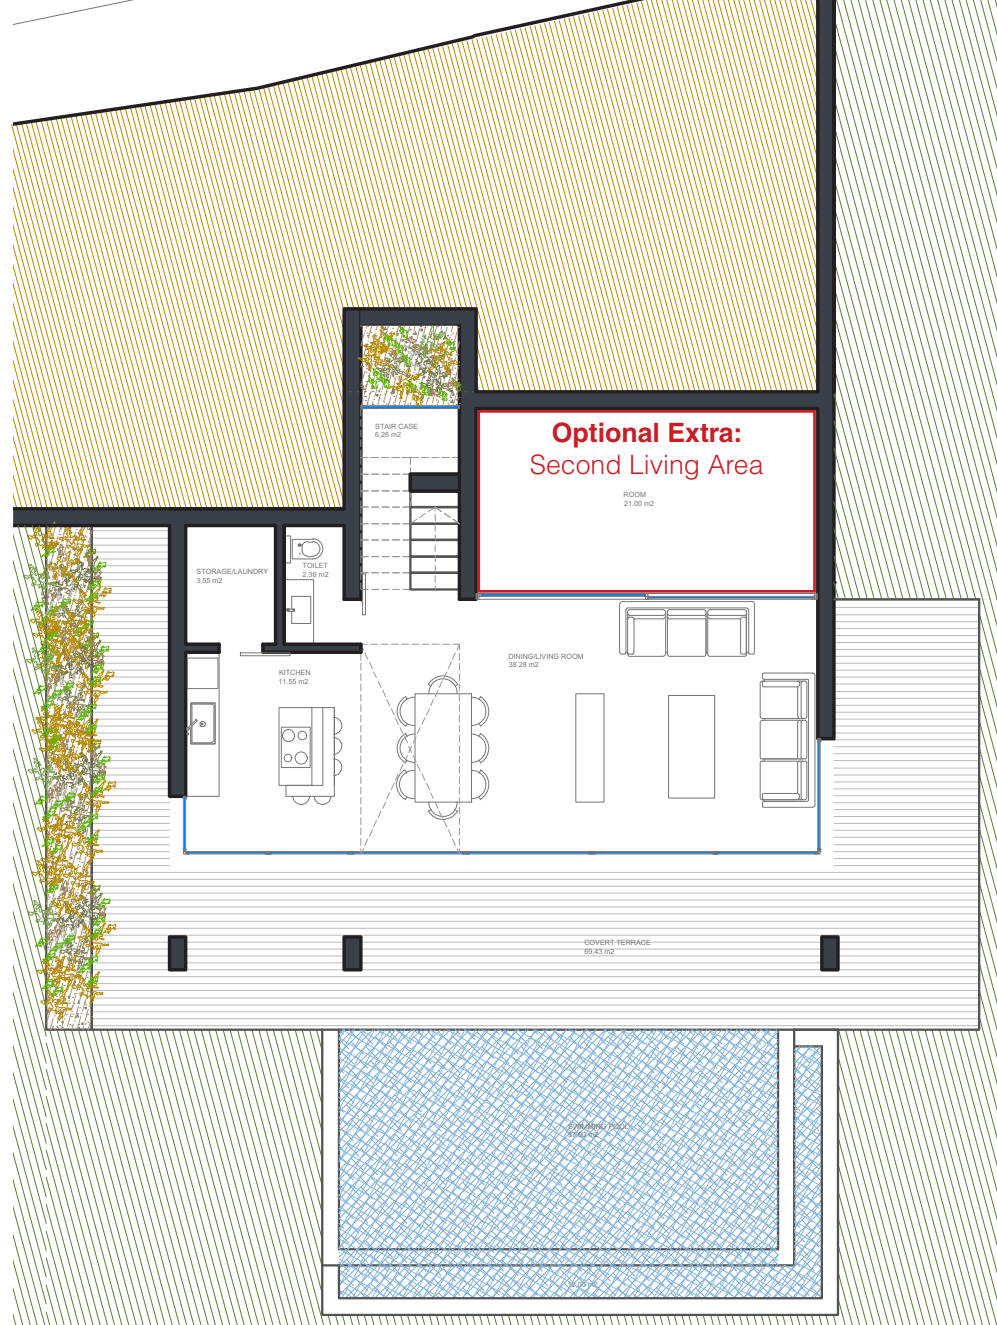 Optional Extra:
Second Living Area
ROOM
21.00 m2
STAIR CASE
6,26 m2
STORAGE/LAUNDRY
3,55 m2
TOILET
2,36 m2
KITCHEN
11.55 m2
DINING/LIVING ROOM
38.28 m2
COVERT TERRACE
69,43 m2
SWIMMING POOL